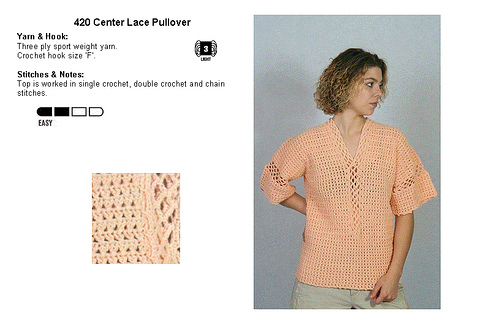 420 Center Lace Pullover
Yarn & Hook:
Three ply sport weight yarn.
Crochet hook size "F".
3
LIGHT
Stitches & Notes:
Top is worked in single crochet, double crochet and chain
stitches.
EASY